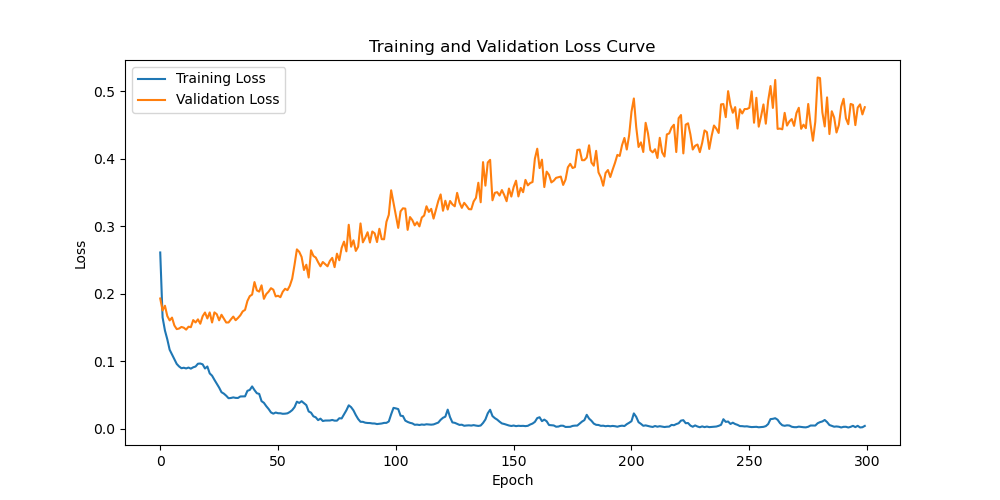 Training and Validation Loss Curve
Training Loss
Validation Loss
0.5
0.4
0.3
0.2
0.1
0.0
Loss
0 50 100 150 200 250 300
Epoch